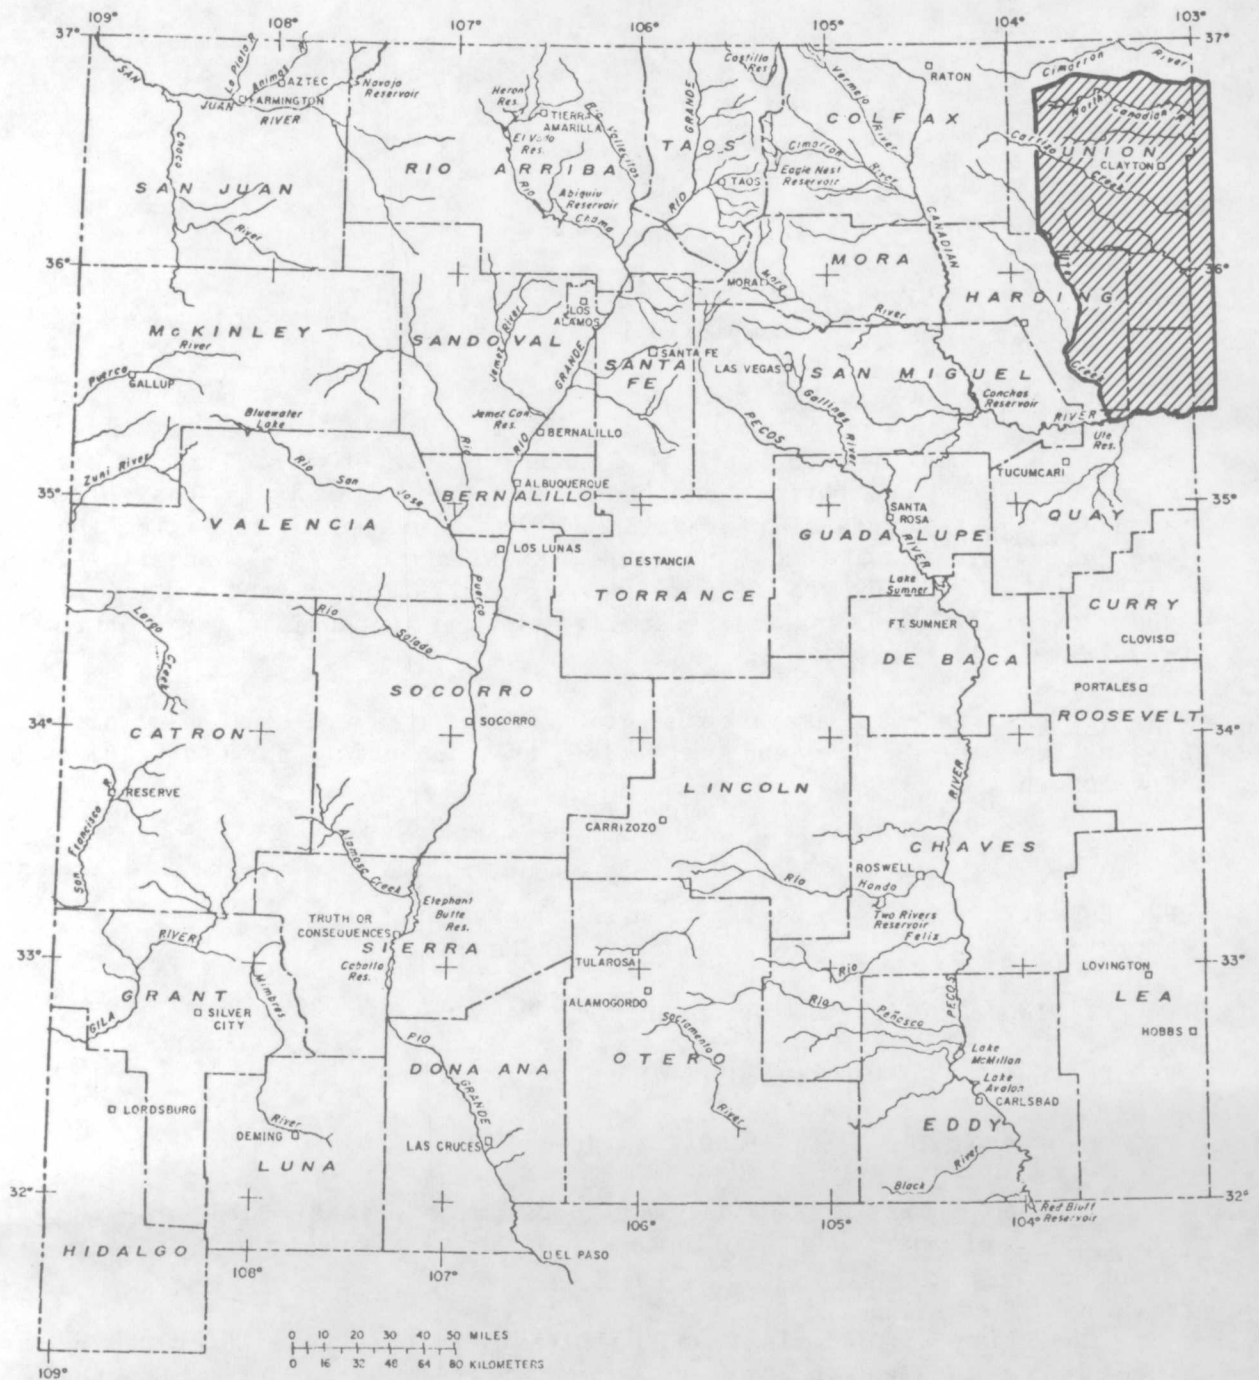 109°
108°
107°
106°
105°
104°
103°
37°
37°
SAN
JUAN
RIVER
La Plata R.
Animas R
AZTEC
FARMINGTON
Navajo
Reservoir
Heron
Res.
TIERRA
AMARILLA
El Vado
Res.
Rio Vallecitos
Costilla
Res.
Vermejo
River
RATON
Cimarron
River
North Canadian R
COLFAX
TAOS
GRANDE
RIO
TAOS
Cimarron
River
Eagle Nest
Reservoir
Carrizo
Creek
UNION
CLAYTON
Chaco
SAN JUAN
River
RIO ARRIBA
Abiquiu
Reservoir
Rio
Chama
CANADIAN
36°
36°
MORA
MORA
Mora
River
HARDING
Creek
McKINLEY
River
Puerco
GALLUP
SANDOVAL
LOS
ALAMOS
Jemez River
GRANDE
RIO
SANTA FE
SANTA
FE
LAS VEGAS
SAN MIGUEL
Gallinas
River
Conchas
Reservoir
RIVER
Ute
Res.
Bluewater
Lake
Jemez Can.
Res.
BERNALILLO
PECOS
Zuni River
Rio
San
Jose
Rio
TUCUMCARI
35°
35°
ALBUQUERQUE
BERNALILLO
VALENCIA
LOS LUNAS
ESTANCIA
SANTA
ROSA
GUADALUPE
RIVER
QUAY
Puerco
TORRANCE
Lake
Sumner
CURRY
CLOVIS
Largo
Creek
Rio
Salado
FT. SUMNER
DE BACA
PORTALES
ROOSEVELT
SOCORRO
SOCORRO
34°
34°
CATRON
RESERVE
San Francisco
LINCOLN
CARRIZOZO
RIVER
CHAVES
ROSWELL
Alamosa Creek
Rio
Hondo
Two Rivers
Reservoir
Elephant
Butte
Res.
TRUTH OR
CONSEQUENCES
SIERRA
Felix
Rio
33°
33°
RIVER
Caballo
Res.
TULAROSA
LOVINGTON
GRANT
SILVER
CITY
Mimbres
ALAMOGORDO
Rio
Peñasco
PECOS
LEA
GILA
RIO
GRANDE
Sacramento
River
HOBBS
DONA ANA
OTERO
Lake
McMillan
Lake
Avalon
CARLSBAD
LORDSBURG
River
DEMING
LAS CRUCES
EDDY
LUNA
River
Black
32°
32°
106°
105°
104°
Red Bluff
Reservoir
HIDALGO
EL PASO
108°
107°
0 10 20 30 40 50 MILES
0 16 32 48 64 80 KILOMETERS
109°